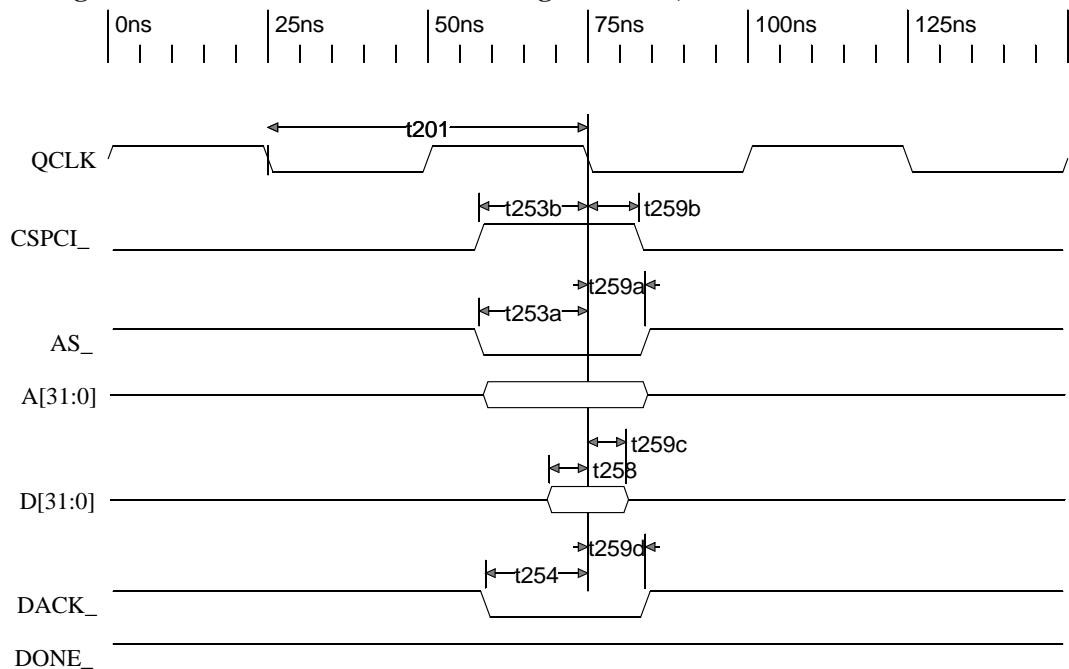 0ns 25ns 50ns 75ns 100ns 125ns
t201
QCLK
t253b t259b
CSPCI_
t259a
t253a
AS_
A[31:0]
t259c
t258
D[31:0]
t259d
t254
DACK_
DONE_